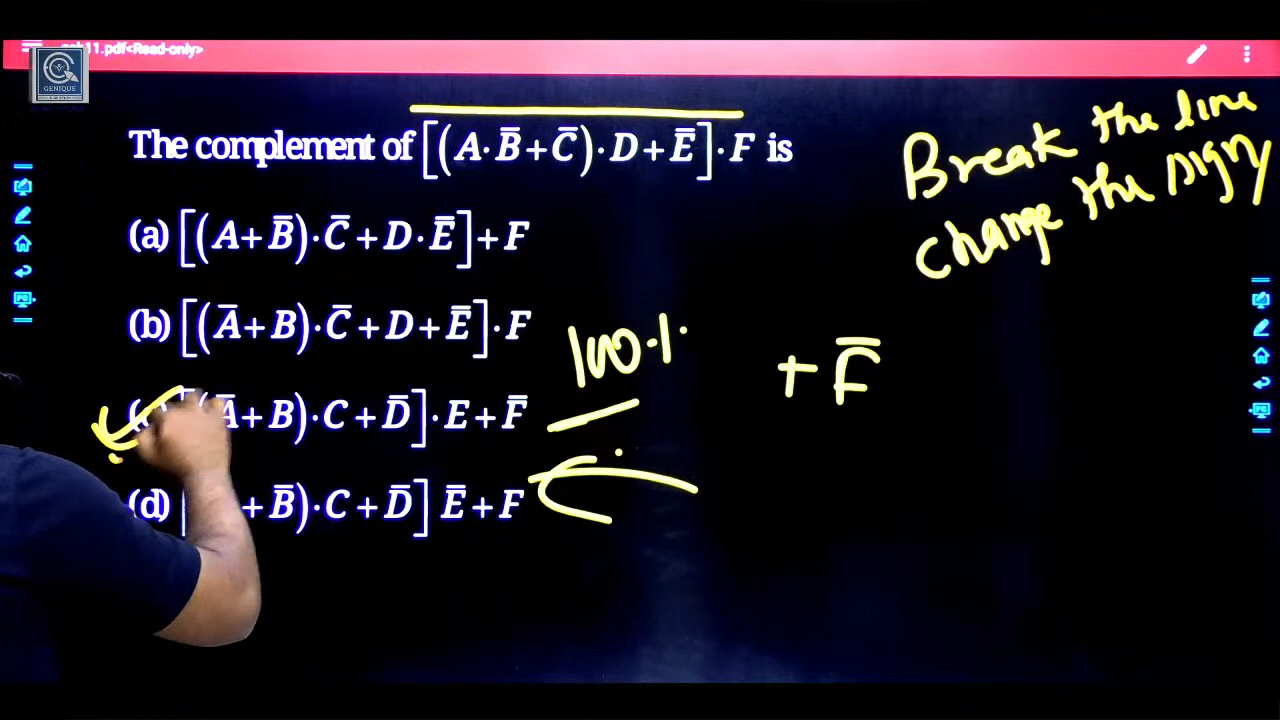 11.pdf<Read-only>
GENIQUE
The complement of [(A·B̅+C̅)·D+E̅]·F is
(a) [(A+B̅)·C̅+D·E̅]+F
(b) [(A̅+B)·C̅+D+E̅]·F
A̅+B)·C+D̅]·E+F̅
(d) [ +B̅)·C+D̅] E̅+F
Break the line
change the sign
100·1·
+ F̅